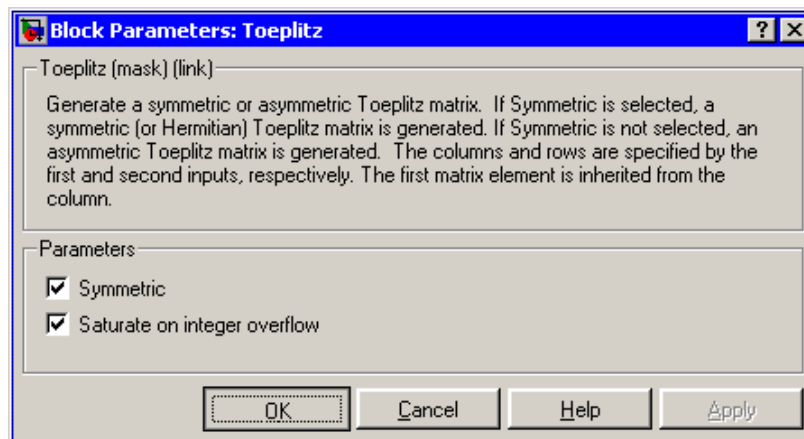 Block Parameters: Toeplitz
Toeplitz (mask) (link)
Generate a symmetric or asymmetric Toeplitz matrix.  If Symmetric is selected, a
symmetric (or Hermitian) Toeplitz matrix is generated. If Symmetric is not selected, an
asymmetric Toeplitz matrix is generated.  The columns and rows are specified by the
first and second inputs, respectively. The first matrix element is inherited from the
column.
Parameters
Symmetric
Saturate on integer overflow
OK Cancel Help Apply